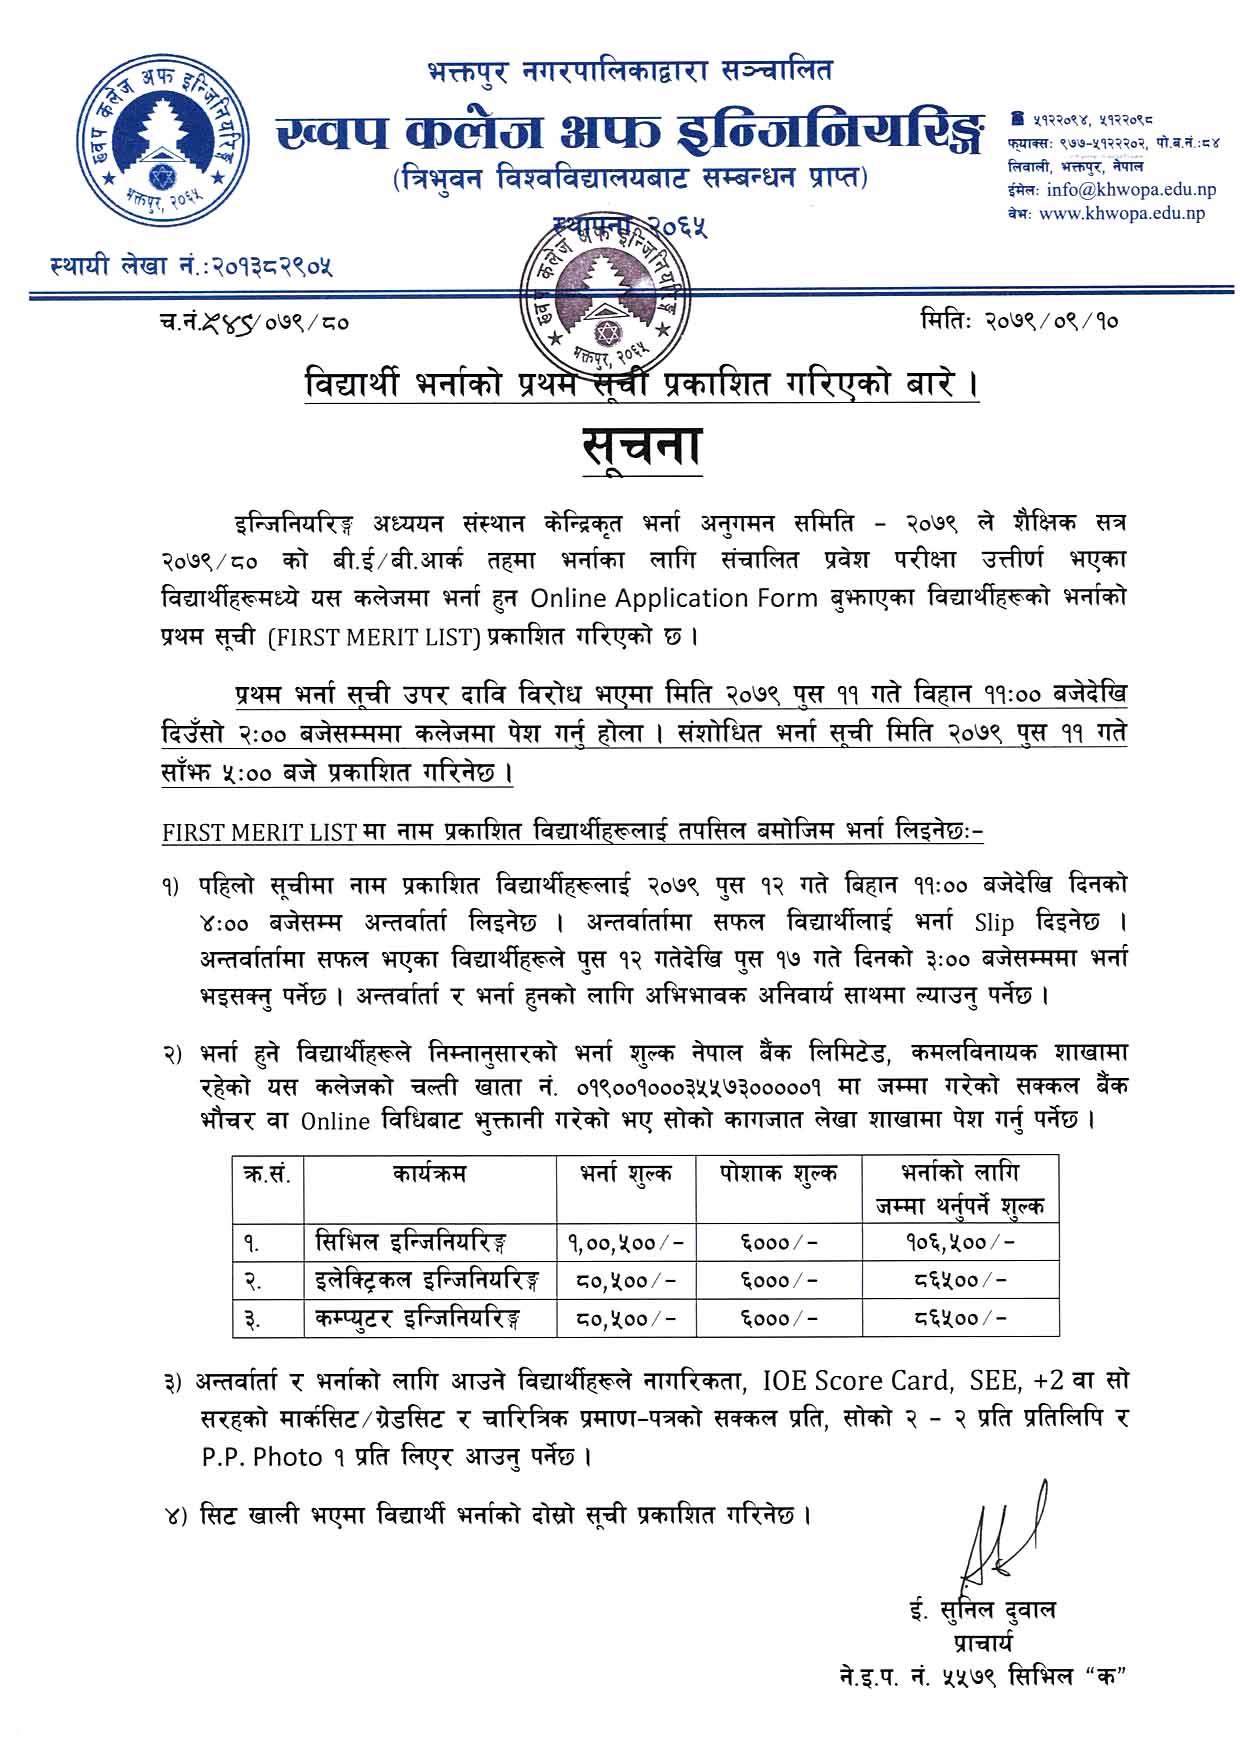 भक्तपुर नगरपालिकाद्वारा सञ्चालित
ख्वप कलेज अफ इन्जिनियरिङ्ग
(त्रिभुवन विश्वविद्यालयबाट सम्बन्धन प्राप्त)
स्थापना २०६५
☎ ५१२२०९४, ५१२२०९८
फ्याक्सः ९७७-५१२२२०२, पो.ब.नं.:८४
लिवाली, भक्तपुर, नेपाल
ईमेलः info@khwopa.edu.np
वेभः www.khwopa.edu.np
ख्वप कलेज अफ इन्जिनियरिङ्ग
भक्तपुर, २०६५
स्थायी लेखा नं.:२०१३८२९०५
ख्वप कलेज अफ इन्जिनियरिङ्ग
भक्तपुर, २०६५
च.नं. /०७९/८०
मितिः २०७९/०९/१०
विद्यार्थी भर्नाको प्रथम सूची प्रकाशित गरिएको बारे ।
सूचना
इन्जिनियरिङ्ग अध्ययन संस्थान केन्द्रिकृत भर्ना अनुगमन समिति – २०७९ ले शैक्षिक सत्र
२०७९/८० को बी.ई/बी.आर्क तहमा भर्नाका लागि संचालित प्रवेश परीक्षा उत्तीर्ण भएका
विद्यार्थीहरूमध्ये यस कलेजमा भर्ना हुन Online Application Form बुझाएका विद्यार्थीहरूको भर्नाको
प्रथम सूची (FIRST MERIT LIST) प्रकाशित गरिएको छ ।
प्रथम भर्ना सूची उपर दावि विरोध भएमा मिति २०७९ पुस ११ गते विहान ११:०० बजेदेखि
दिउँसो २:०० बजेसम्ममा कलेजमा पेश गर्नु होला । संशोधित भर्ना सूची मिति २०७९ पुस ११ गते
साँझ ५:०० बजे प्रकाशित गरिनेछ ।
FIRST MERIT LIST मा नाम प्रकाशित विद्यार्थीहरूलाई तपसिल बमोजिम भर्ना लिइनेछः–
१) पहिलो सूचीमा नाम प्रकाशित विद्यार्थीहरूलाई २०७९ पुस १२ गते बिहान ११:०० बजेदेखि दिनको
४:०० बजेसम्म अन्तर्वार्ता लिइनेछ । अन्तर्वार्तामा सफल विद्यार्थीलाई भर्ना Slip दिइनेछ ।
अन्तर्वार्तामा सफल भएका विद्यार्थीहरूले पुस १२ गतेदेखि पुस १७ गते दिनको ३:०० बजेसम्ममा भर्ना
भइसक्नु पर्नेछ । अन्तर्वार्ता र भर्ना हुनको लागि अभिभावक अनिवार्य साथमा ल्याउनु पर्नेछ ।
२) भर्ना हुने विद्यार्थीहरूले निम्नानुसारको भर्ना शुल्क नेपाल बैंक लिमिटेड, कमलविनायक शाखामा
रहेको यस कलेजको चल्ती खाता नं. ०१९००१०००३५५७३०००००१ मा जम्मा गरेको सक्कल बैंक
भौचर वा Online विधिबाट भुक्तानी गरेको भए सोको कागजात लेखा शाखामा पेश गर्नु पर्नेछ ।
क्र.सं. कार्यक्रम भर्ना शुल्क पोशाक शुल्क भर्नाको लागि
जम्मा थर्नुपर्ने शुल्क
१. सिभिल इन्जिनियरिङ्ग १,००,५००/– ६०००/– १०६,५००/–
२. इलेक्ट्रिकल इन्जिनियरिङ्ग ८०,५००/– ६०००/– ८६५००/–
३. कम्प्युटर इन्जिनियरिङ्ग ८०,५००/– ६०००/– ८६५००/–
३) अन्तर्वार्ता र भर्नाको लागि आउने विद्यार्थीहरूले नागरिकता, IOE Score Card, SEE, +2 वा सो
सरहको मार्कसिट/ग्रेडसिट र चारित्रिक प्रमाण–पत्रको सक्कल प्रति, सोको २ – २ प्रति प्रतिलिपि र
P.P. Photo १ प्रति लिएर आउनु पर्नेछ ।
४) सिट खाली भएमा विद्यार्थी भर्नाको दोस्रो सूची प्रकाशित गरिनेछ ।
ई. सुनिल दुवाल
प्राचार्य
ने.इ.प. नं. ५५७९ सिभिल “क”